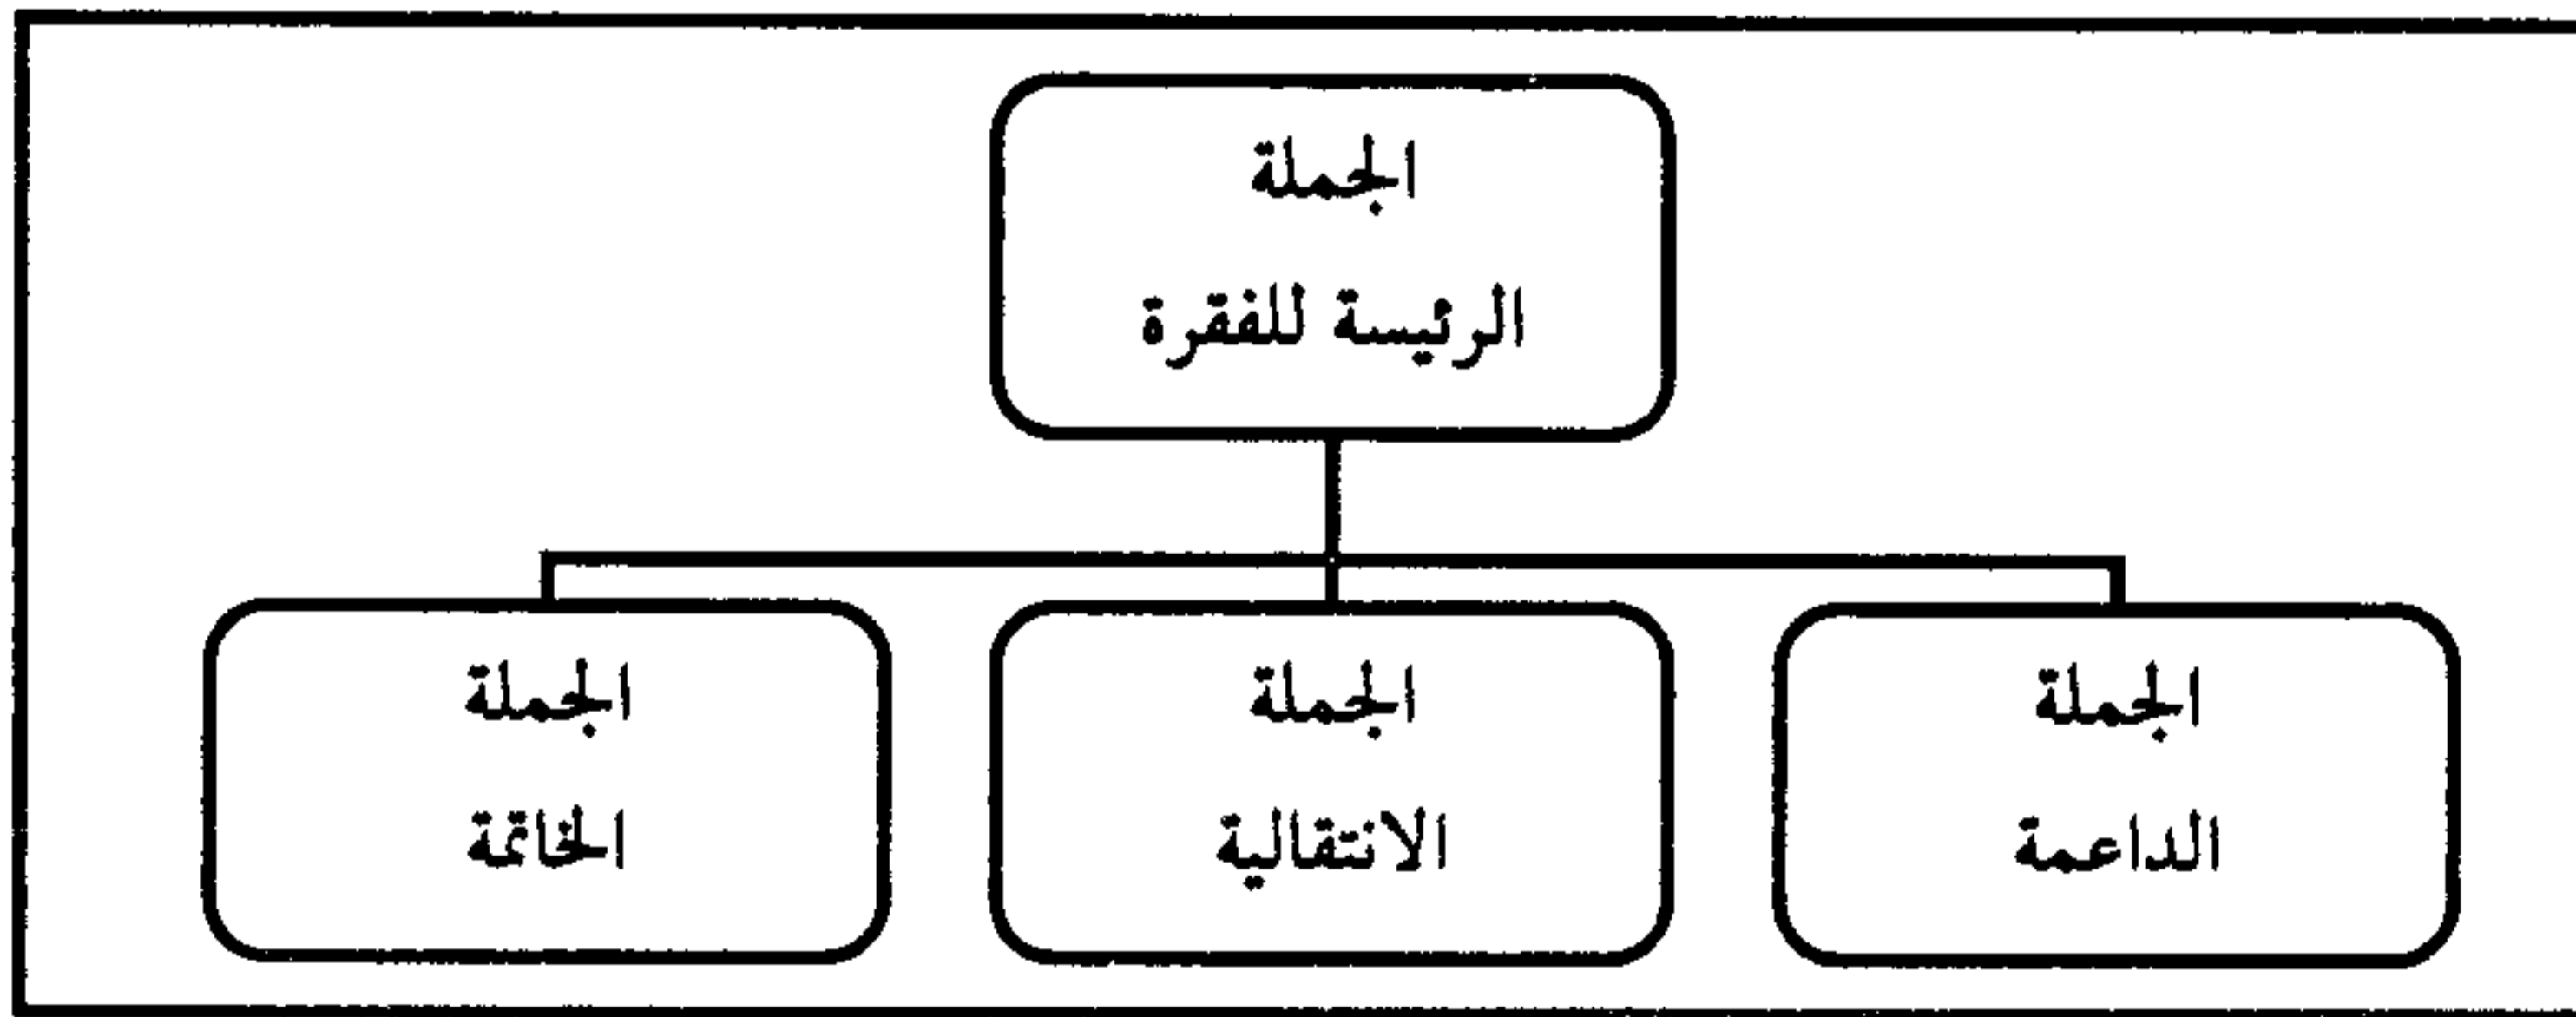 الجملة
الرئيسة للفقرة
الجملة
الداعمة
الجملة
الانتقالية
الجملة
الخاتمة